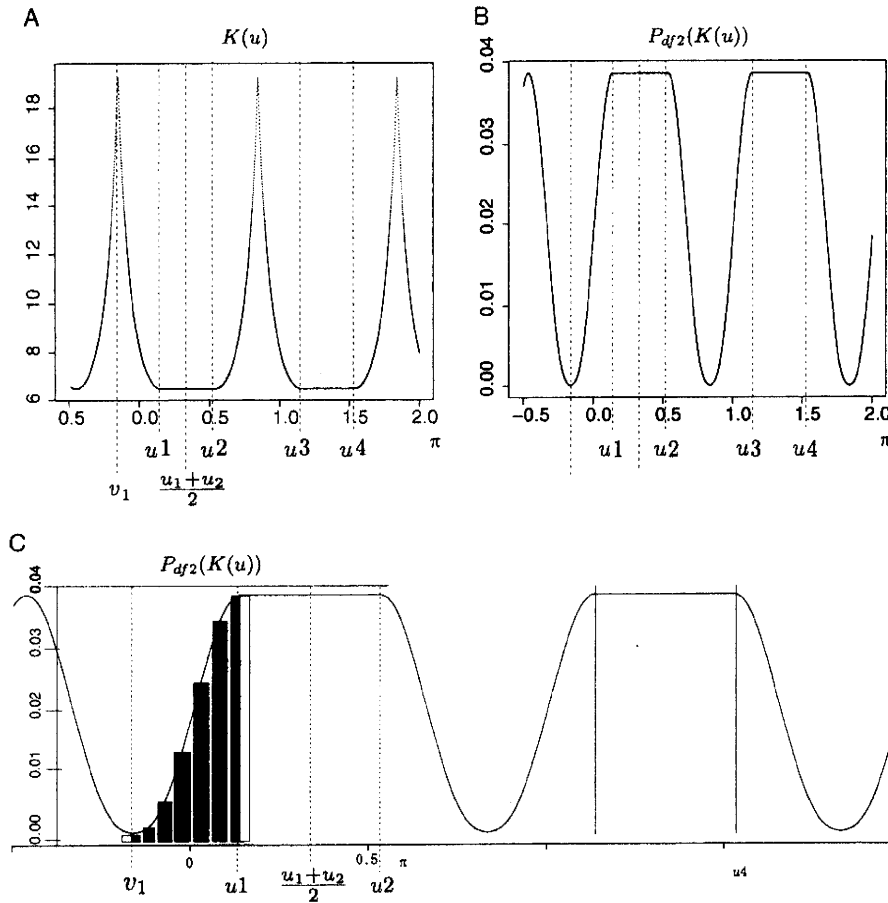 A
K(u)
18
16
14
12
10
8
6
0.5 0.0 0.5 1.0 1.5 2.0
u1 u2 u3 u4 π
v₁ (u₁+u₂)/2
B
P_df2(K(u))
0.04
0.03
0.02
0.01
0.00
−0.5 0.0 0.5 1.0 1.5 2.0
u1 u2 u3 u4 π
C
P_df2(K(u))
0.04
0.03
0.02
0.01
0.00
0 0.5 π
v₁ u1 (u₁+u₂)/2 u2 u4